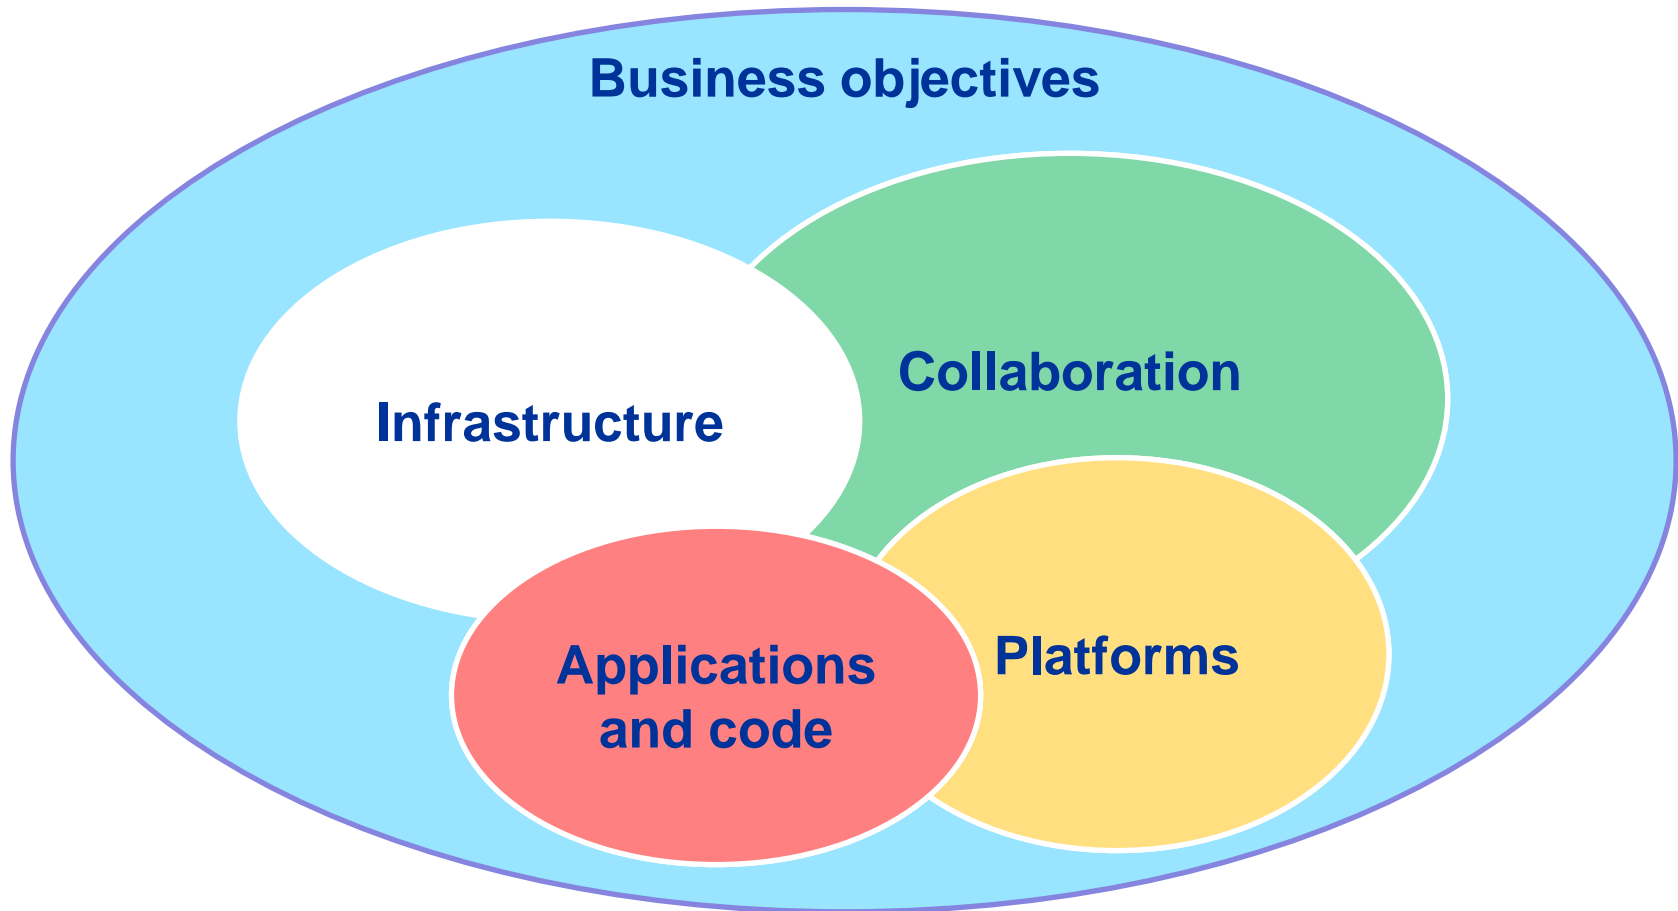 Business objectives
Collaboration
Infrastructure
Platforms
Applications
and code